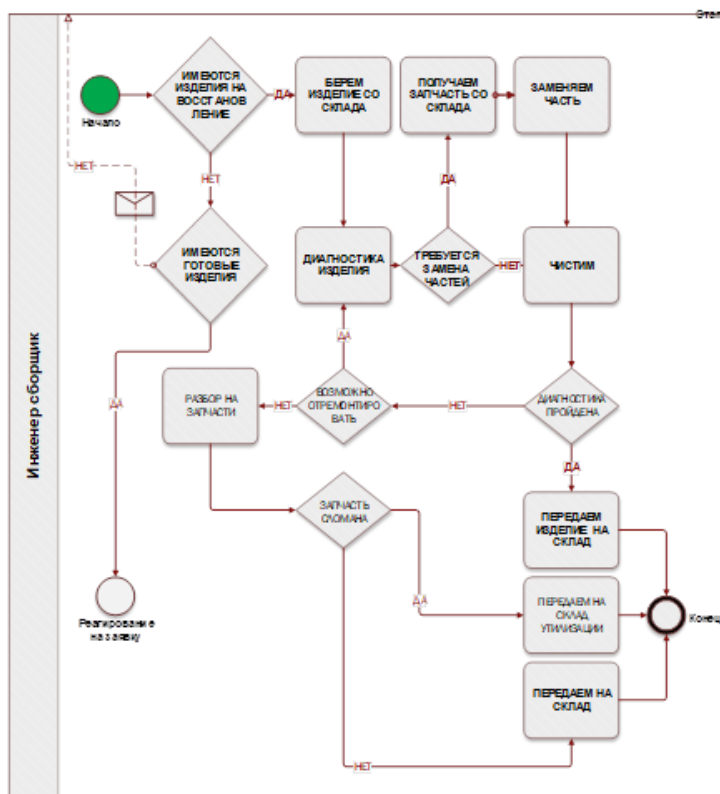 Этап
Инженер сборщик
Начало
ИМЕЮТСЯ
ИЗДЕЛИЯ НА
ВОССТАНОВ
ЛЕНИЕ
ДА
БЕРЕМ
ИЗДЕЛИЕ СО
СКЛАДА
ПОЛУЧАЕМ
ЗАПЧАСТЬ СО
СКЛАДА
ЗАМЕНЯЕМ
ЧАСТЬ
НЕТ
НЕТ
ДА
ИМЕЮТСЯ
ГОТОВЫЕ
ИЗДЕЛИЯ
ДИАГНОСТИКА
ИЗДЕЛИЯ
ТРЕБУЕТСЯ
ЗАМЕНА
ЧАСТЕЙ
НЕТ
ЧИСТИМ
ДА
ДА
РАЗБОР НА
ЗАПЧАСТИ
НЕТ
ВОЗМОЖНО
ОТРЕМОНТИРО
ВАТЬ
НЕТ
ДИАГНОСТИКА
ПРОЙДЕНА
ДА
ЗАПЧАСТЬ
СЛОМАНА
ПЕРЕДАЕМ
ИЗДЕЛИЕ НА
СКЛАД
Реагирование
на заявку
ДА
ПЕРЕДАЕМ НА
СКЛАД
УТИЛИЗАЦИИ
Конец
ПЕРЕДАЕМ НА
СКЛАД
НЕТ